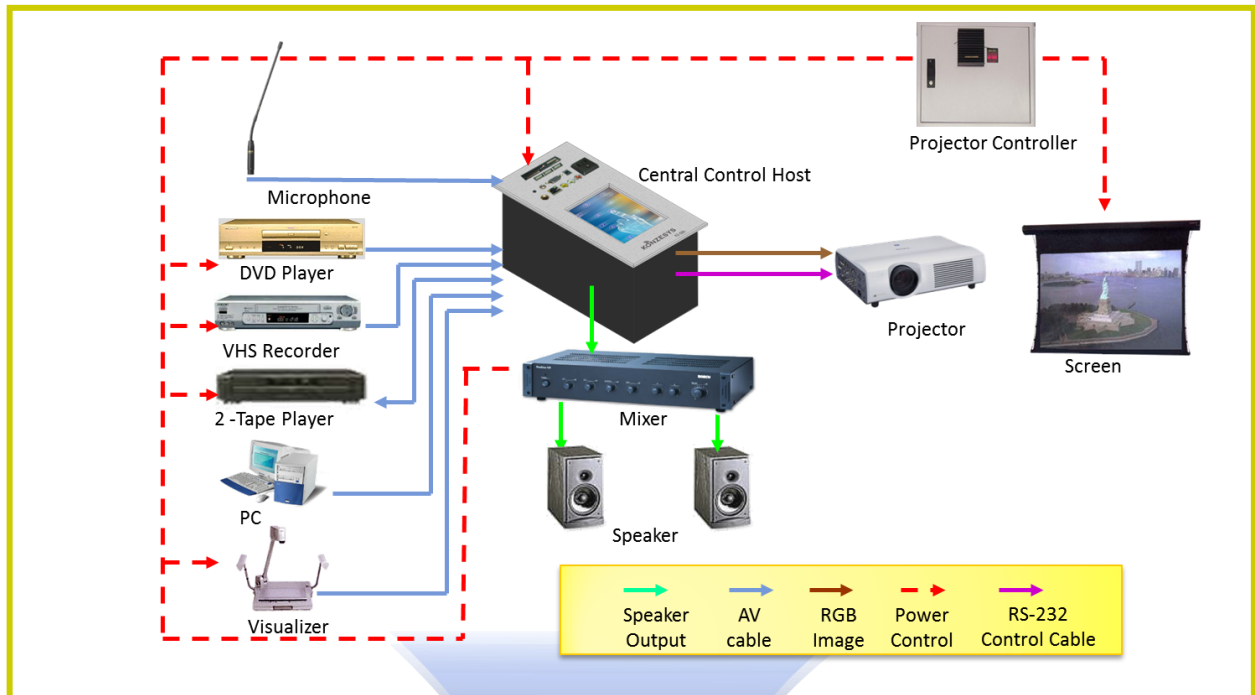 Projector Controller
Central Control Host
Microphone
KONZESYS
DVD Player
VHS Recorder
Projector
Screen
2 -Tape Player
Mixer
PC
Speaker
Visualizer
Speaker
Output
AV
cable
RGB
Image
Power
Control
RS-232
Control Cable